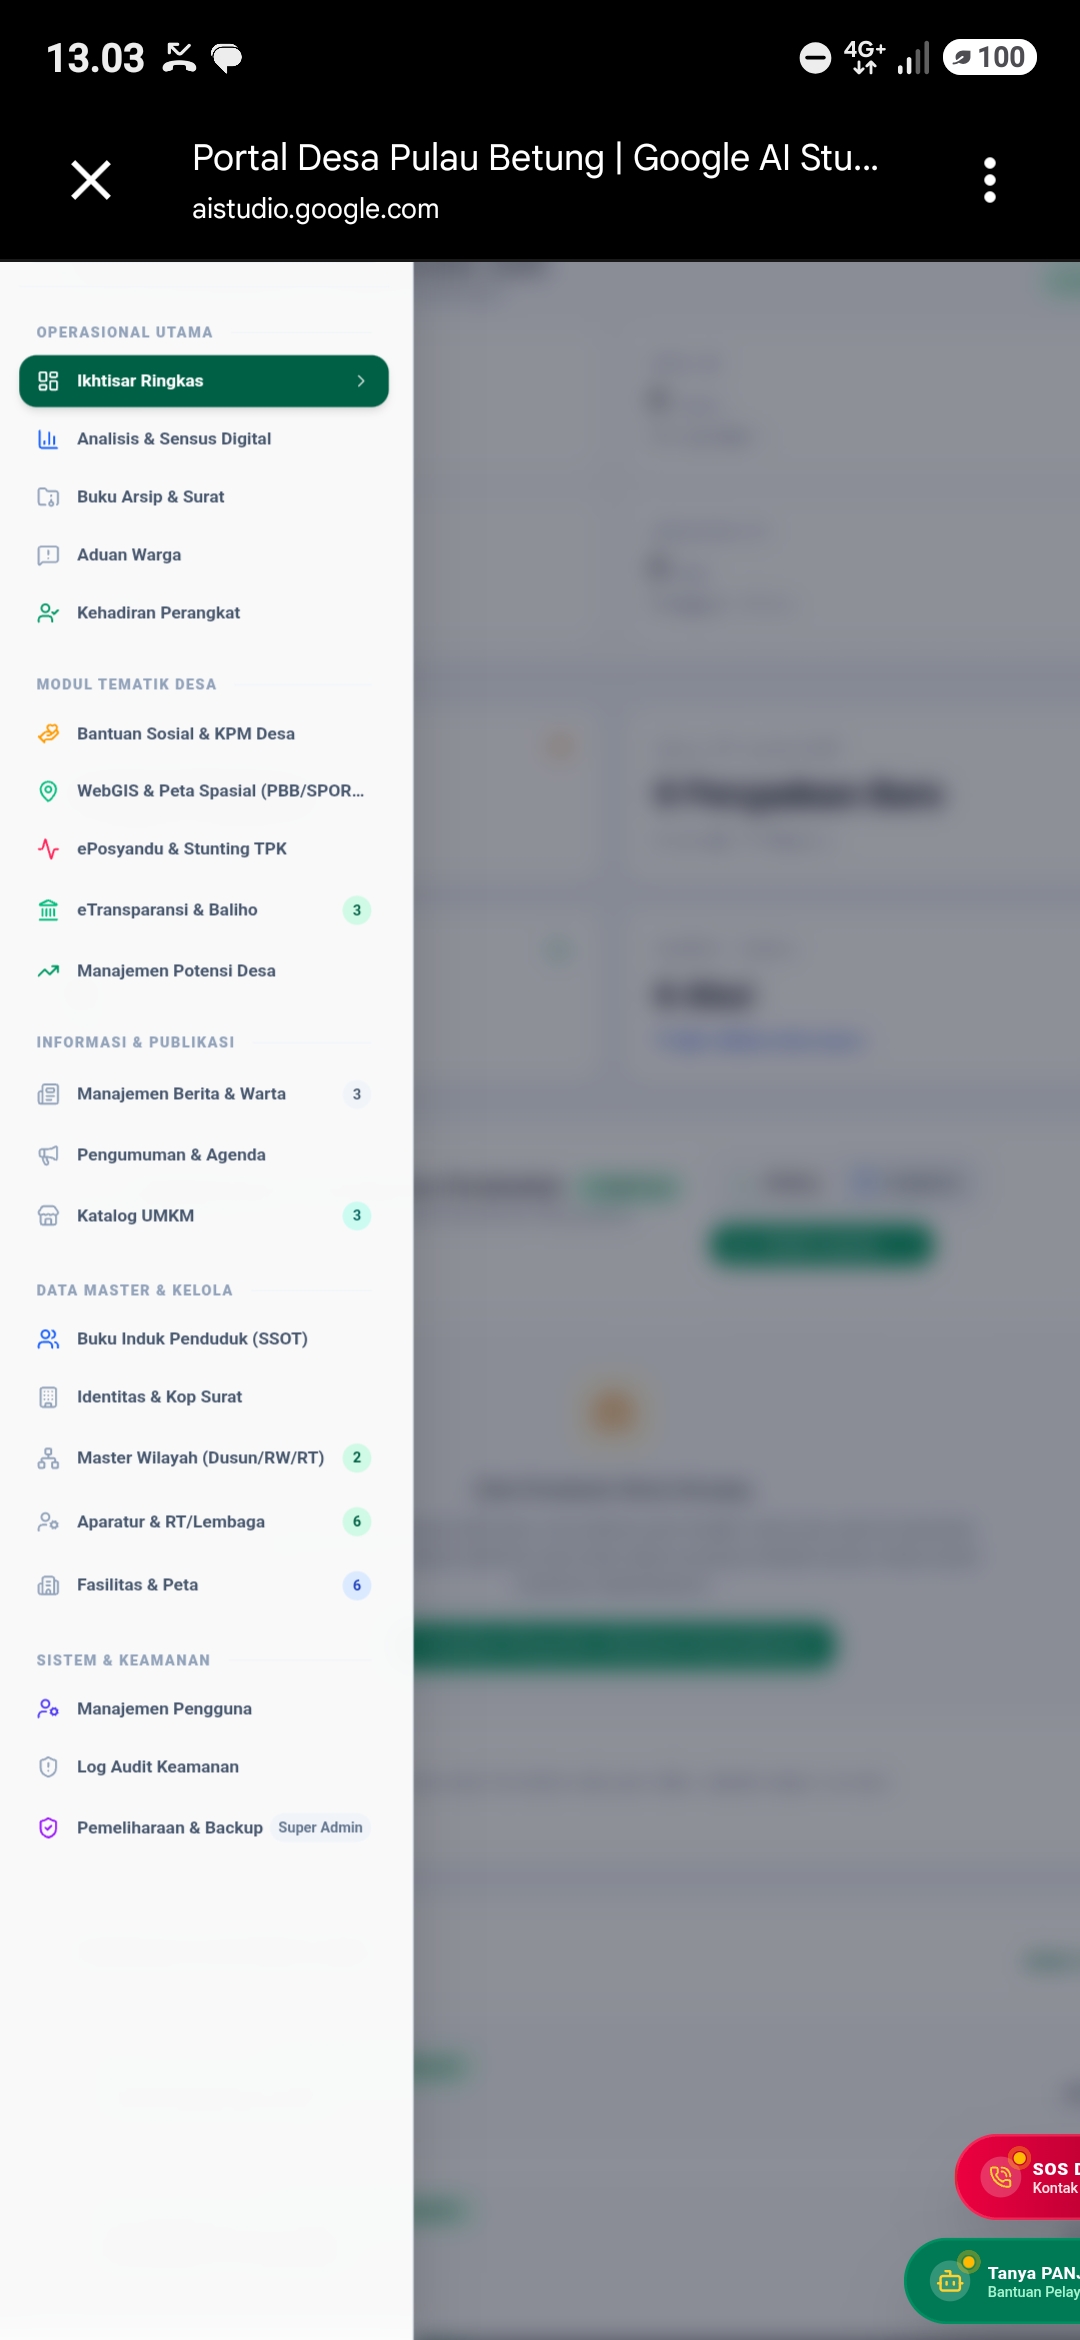 13.03
4G+
100
Portal Desa Pulau Betung | Google AI Stu...
aistudio.google.com
OPERASIONAL UTAMA
Ikhtisar Ringkas
Analisis & Sensus Digital
Buku Arsip & Surat
Aduan Warga
Kehadiran Perangkat
MODUL TEMATIK DESA
Bantuan Sosial & KPM Desa
WebGIS & Peta Spasial (PBB/SPOR...
ePosyandu & Stunting TPK
eTransparansi & Baliho 3
Manajemen Potensi Desa
INFORMASI & PUBLIKASI
Manajemen Berita & Warta 3
Pengumuman & Agenda
Katalog UMKM 3
DATA MASTER & KELOLA
Buku Induk Penduduk (SSOT)
Identitas & Kop Surat
Master Wilayah (Dusun/RW/RT) 2
Aparatur & RT/Lembaga 6
Fasilitas & Peta 6
SISTEM & KEAMANAN
Manajemen Pengguna
Log Audit Keamanan
Pemeliharaan & Backup Super Admin
SOS D
Kontak
Tanya PANJ
Bantuan Pelay